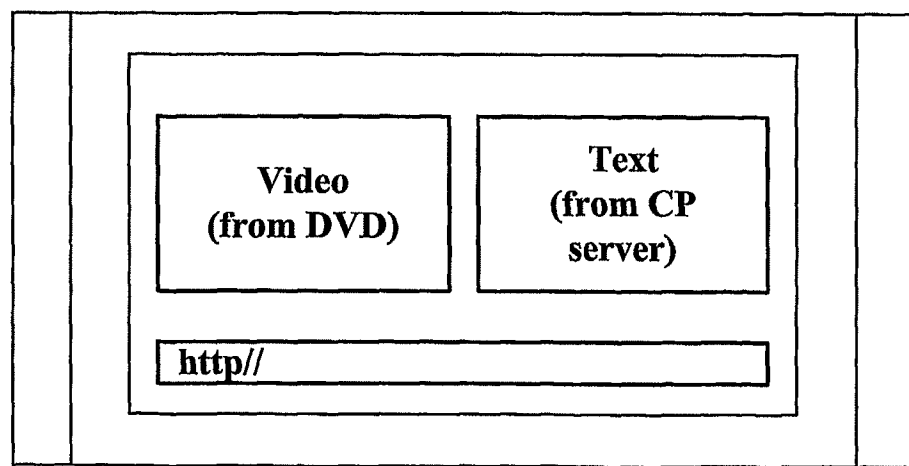 Video
(from DVD)
Text
(from CP
server)
http//